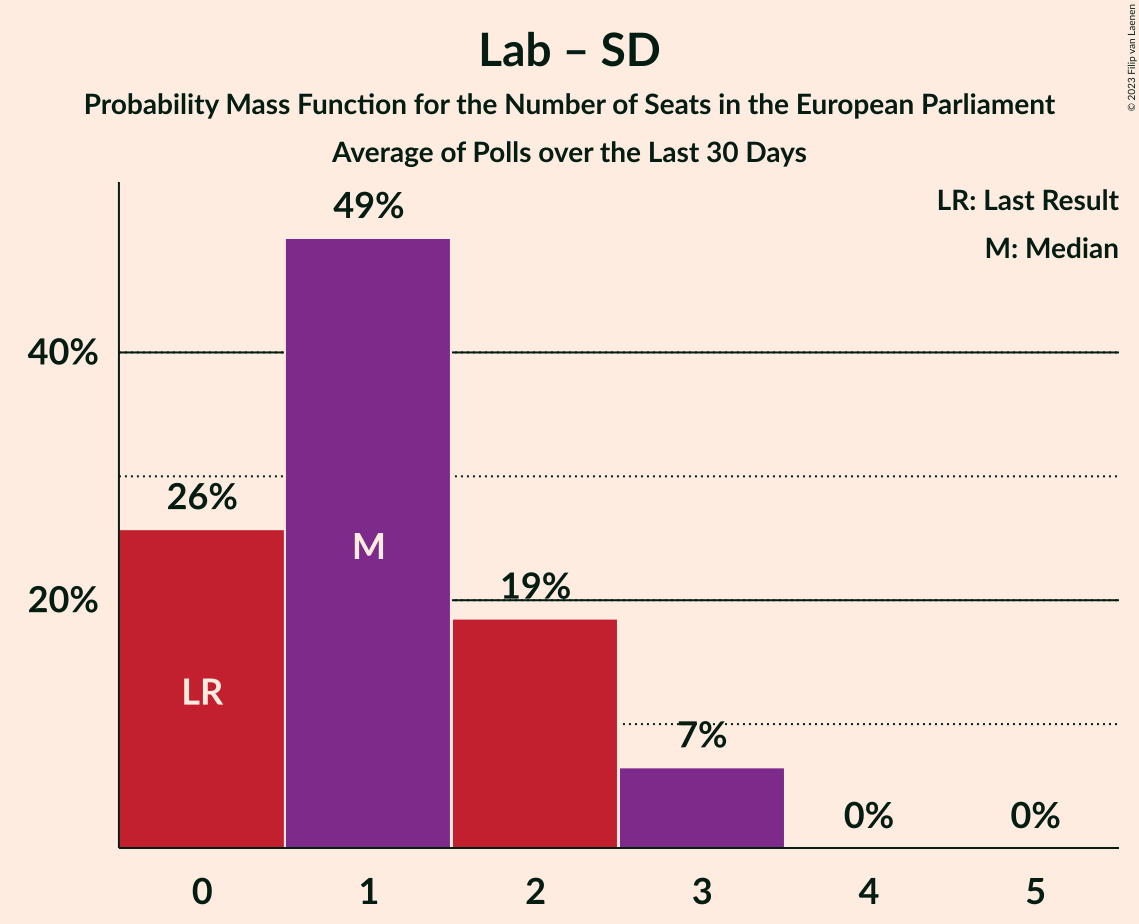 Lab – SD
Probability Mass Function for the Number of Seats in the European Parliament
Average of Polls over the Last 30 Days
© 2023 Filip van Laenen
LR: Last Result
M: Median
49%
40%
26%
M
19%
20%
LR
7%
0%
0%
0
1
2
3
4
5